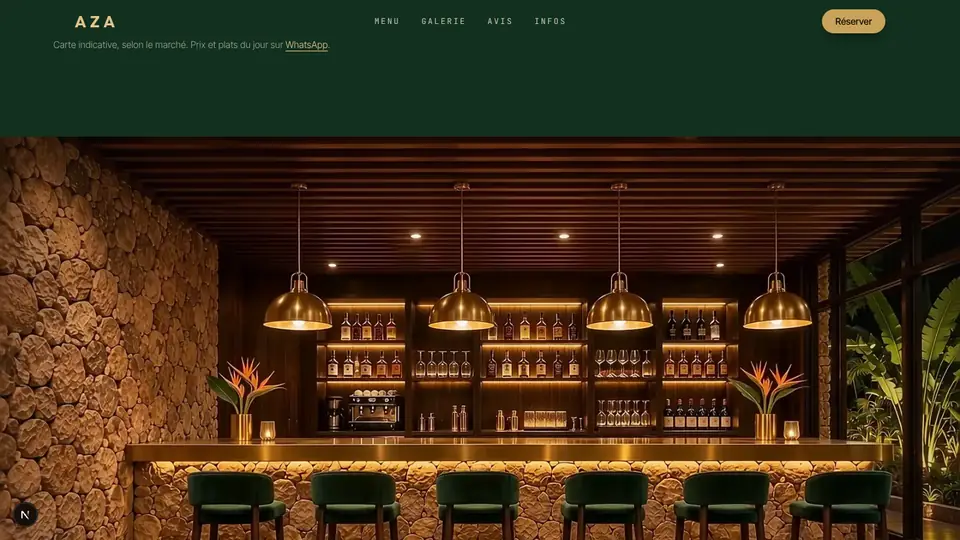 AZA
MENU GALERIE AVIS INFOS
Réserver
Carte indicative, selon le marché. Prix et plats du jour sur WhatsApp.
N